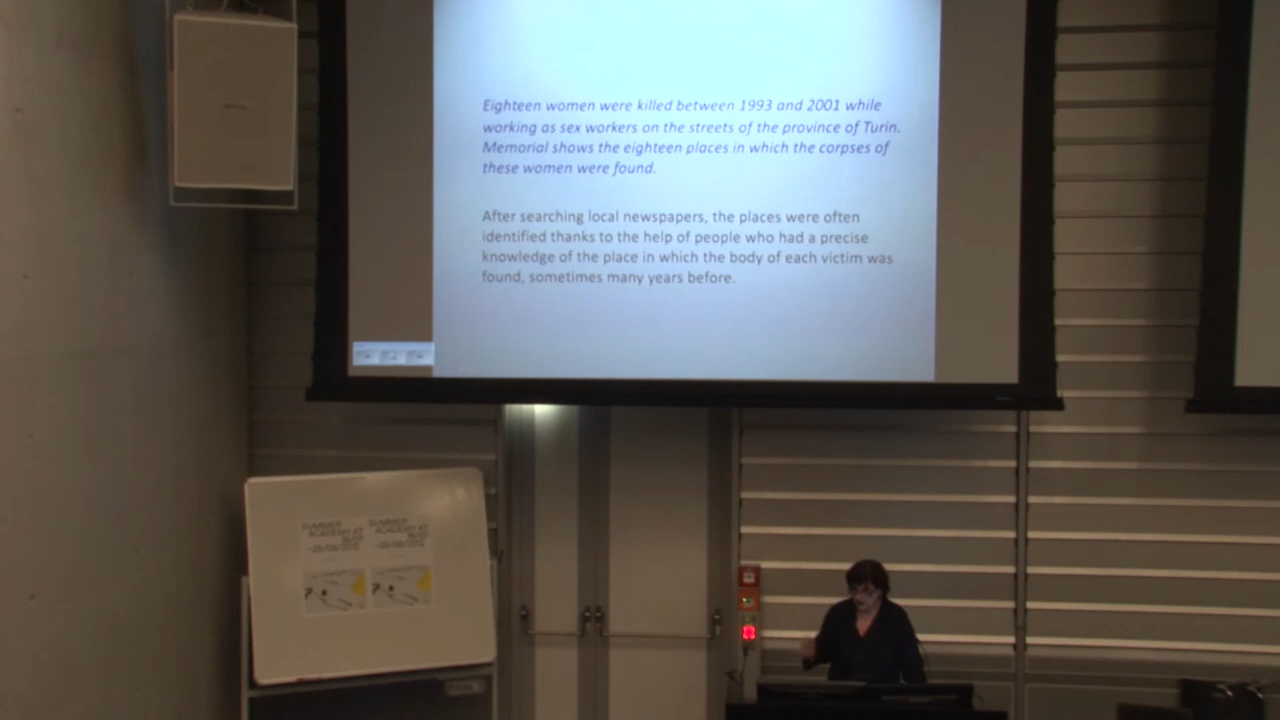 Eighteen women were killed between 1993 and 2001 while
working as sex workers on the streets of the province of Turin.
Memorial shows the eighteen places in which the corpses of
these women were found.
After searching local newspapers, the places were often
identified thanks to the help of people who had a precise
knowledge of the place in which the body of each victim was
found, sometimes many years before.
SUMMER
ACADEMY AT
SUMMER
ACADEMY AT